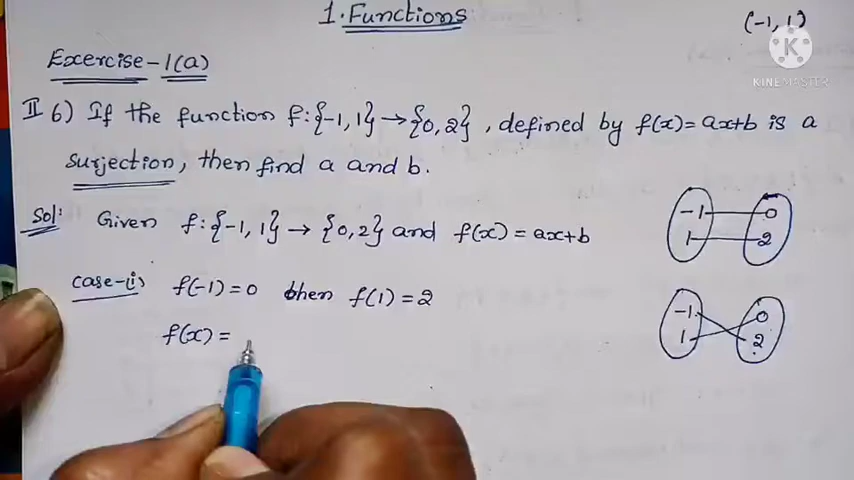 1. Functions
(-1, 1)
K
KINEMASTER
Exercise-1(a)
II 6) If the function f:{-1,1}→{0,2}, defined by f(x)=ax+b is a
surjection, then find a and b.
Sol: Given f:{-1,1}→{0,2} and f(x)=ax+b
-1 0
1 2
case-(i) f(-1)=0 then f(1)=2
-1 0
1 2
f(x)=